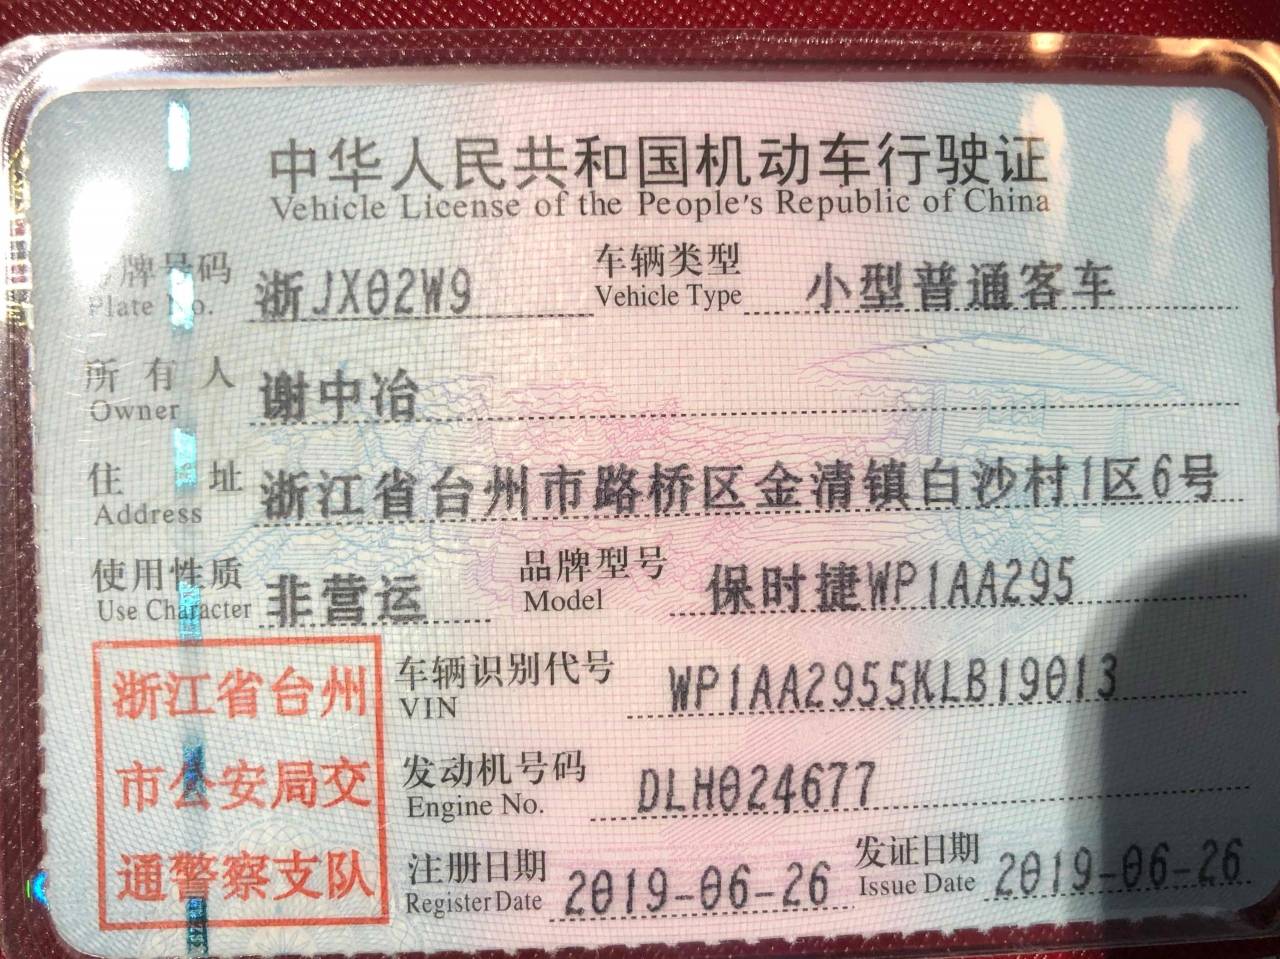 中华人民共和国机动车行驶证
Vehicle License of the People's Republic of China
号牌号码 浙JX02W9 车辆类型 小型普通客车
Plate No. Vehicle Type
所有人 谢中冶
Owner
住址 浙江省台州市路桥区金清镇白沙村1区6号
Address
使用性质 非营运 品牌型号 保时捷WP1AA295
Use Character Model
浙江省台州
市公安局交
通警察支队
车辆识别代号 WP1AA2955KLB19013
VIN
发动机号码 DLH024677
Engine No.
注册日期 2019-06-26 发证日期 2019-06-26
Register Date Issue Date